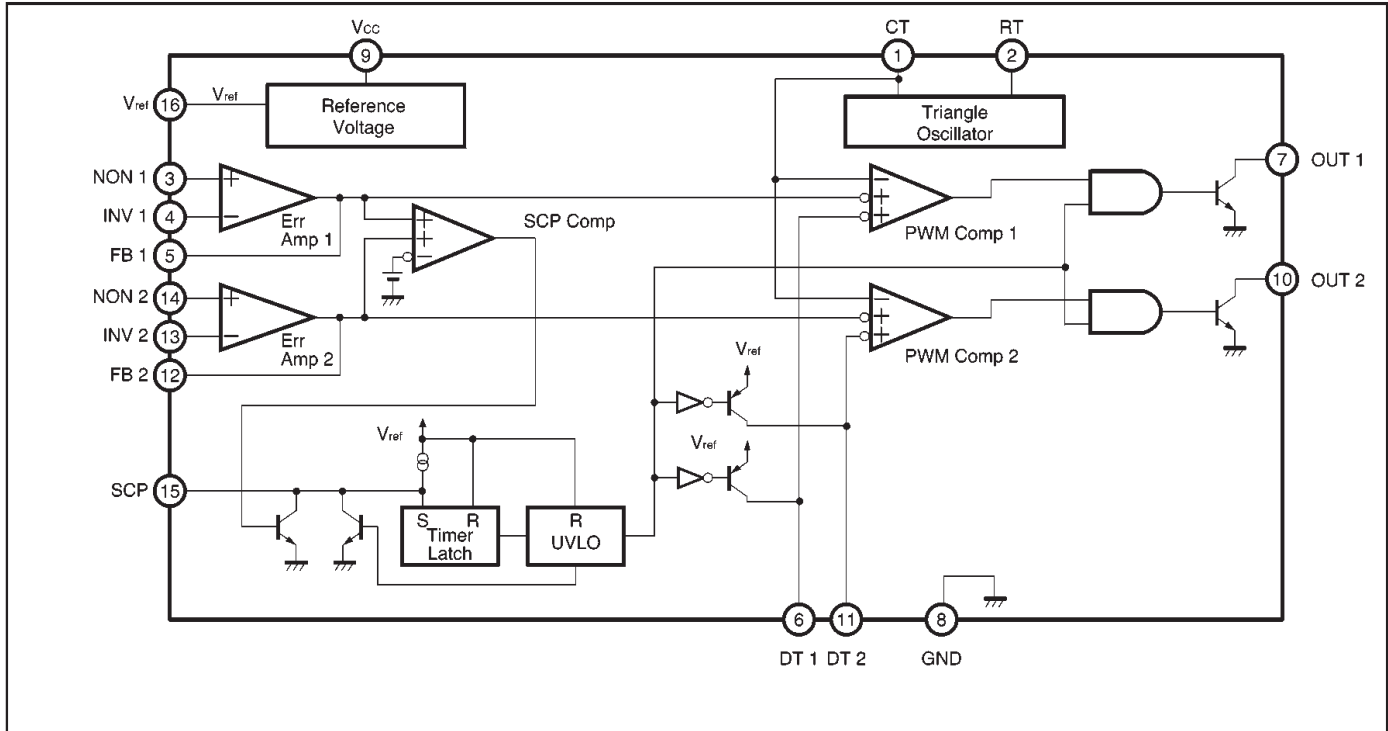 Vcc
CT
RT
9
1
2
Vref
16
Vref
Reference
Voltage
Triangle
Oscillator
NON 1
3
+
INV 1
4
−
Err
Amp 1
FB 1
5
+
+
−
SCP Comp
−
+
+
PWM Comp 1
7
OUT 1
NON 2
14
+
INV 2
13
−
Err
Amp 2
FB 2
12
−
+
+
PWM Comp 2
10
OUT 2
Vref
Vref
Vref
SCP
15
S
R
Timer
Latch
R
UVLO
6
11
8
DT 1
DT 2
GND